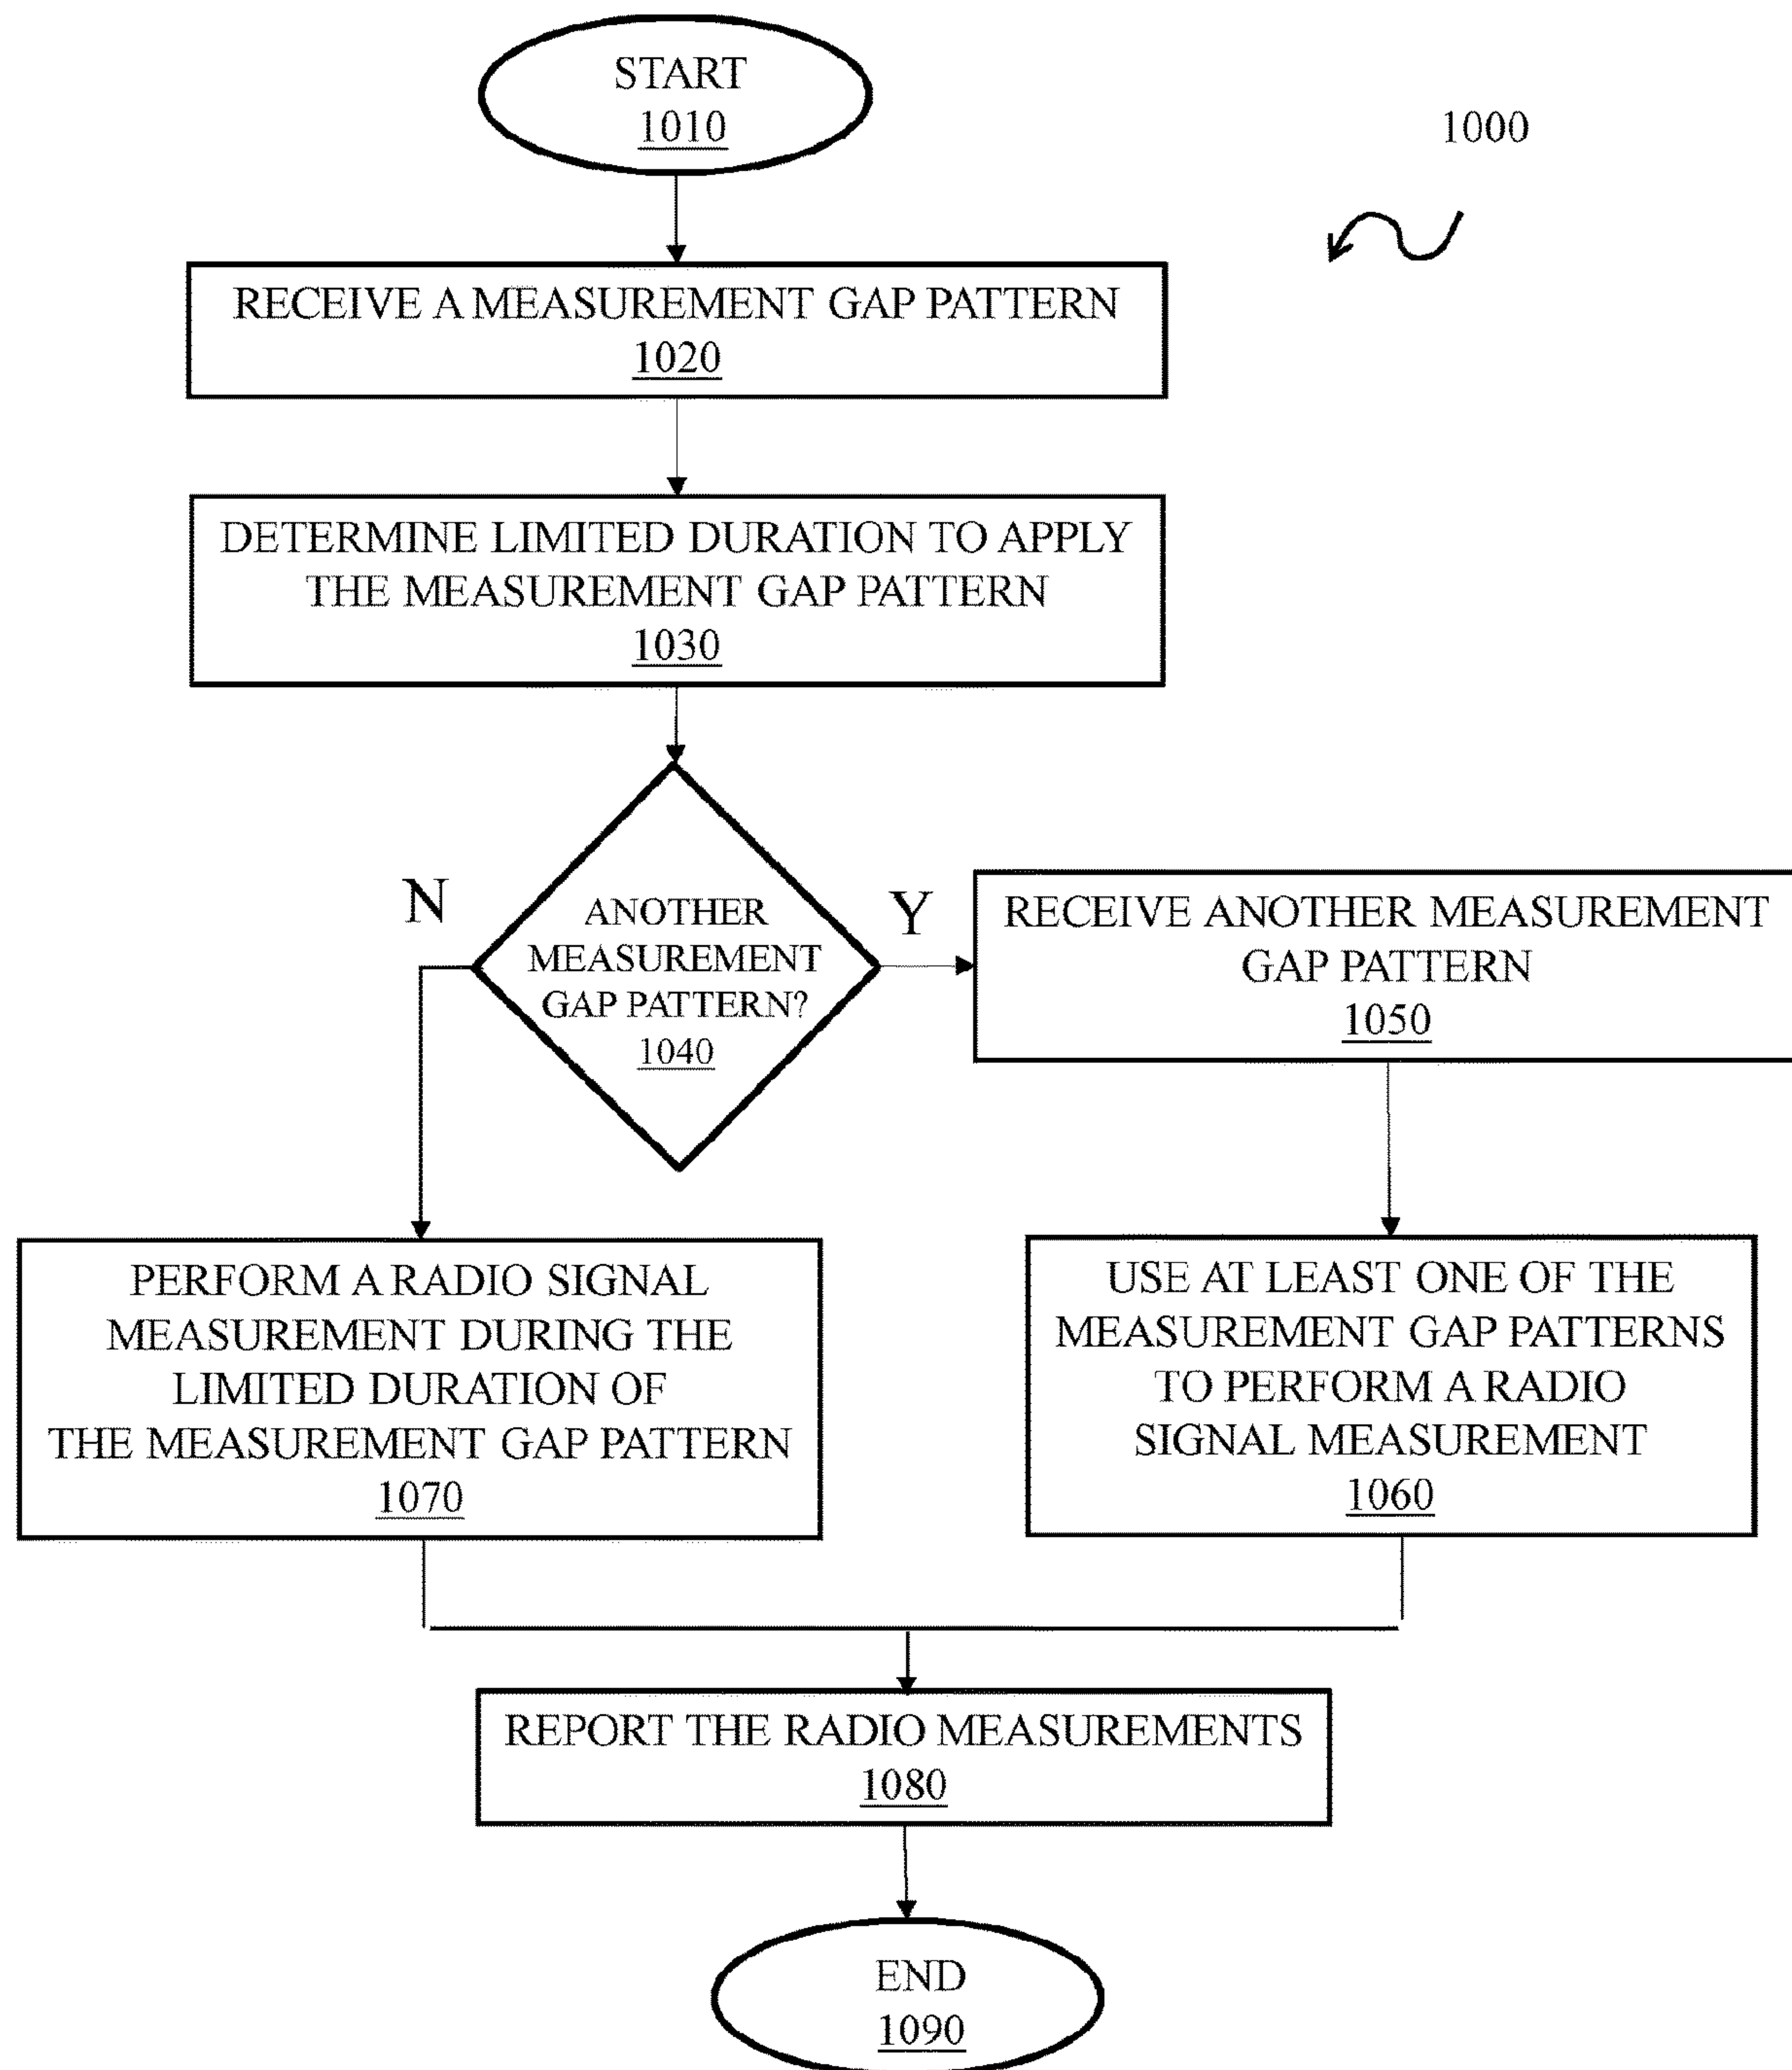 START
1010
1000
RECEIVE A MEASUREMENT GAP PATTERN
1020
DETERMINE LIMITED DURATION TO APPLY
THE MEASUREMENT GAP PATTERN
1030
N
ANOTHER
MEASUREMENT
GAP PATTERN?
1040
Y
RECEIVE ANOTHER MEASUREMENT
GAP PATTERN
1050
PERFORM A RADIO SIGNAL
MEASUREMENT DURING THE
LIMITED DURATION OF
THE MEASUREMENT GAP PATTERN
1070
USE AT LEAST ONE OF THE
MEASUREMENT GAP PATTERNS
TO PERFORM A RADIO
SIGNAL MEASUREMENT
1060
REPORT THE RADIO MEASUREMENTS
1080
END
1090